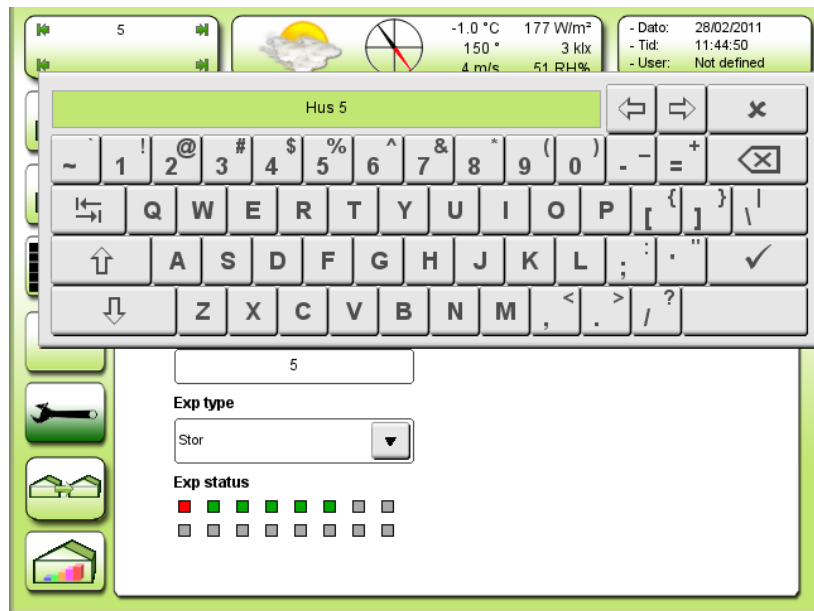 5
-1.0 °C 177 W/m²
150 ° 3 klx
4 m/s 51 RH%
- Dato: 28/02/2011
- Tid: 11:44:50
- User: Not defined
Hus 5
~ ` 1 ! 2 @ 3 # 4 $ 5 % 6 ^ 7 & 8 * 9 ( 0 ) - _ = +
Q W E R T Y U I O P [ { ] } \ |
A S D F G H J K L ; : ' "
Z X C V B N M , < . > / ?
5
Exp type
Stor
Exp status